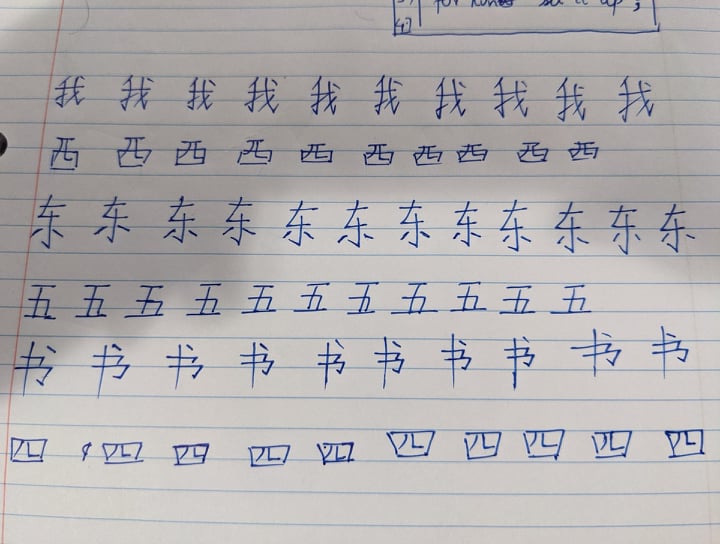 for
up ;
我 我 我 我 我 我 我 我 我 我
西 西 西 西 西 西 西 西 西 西
东 东 东 东 东 东 东 东 东 东 东 东
五 五 五 五 五 五 五 五 五 五 五
书 书 书 书 书 书 书 书 书 书
四 四 四 四 四 四 四 四 四 四